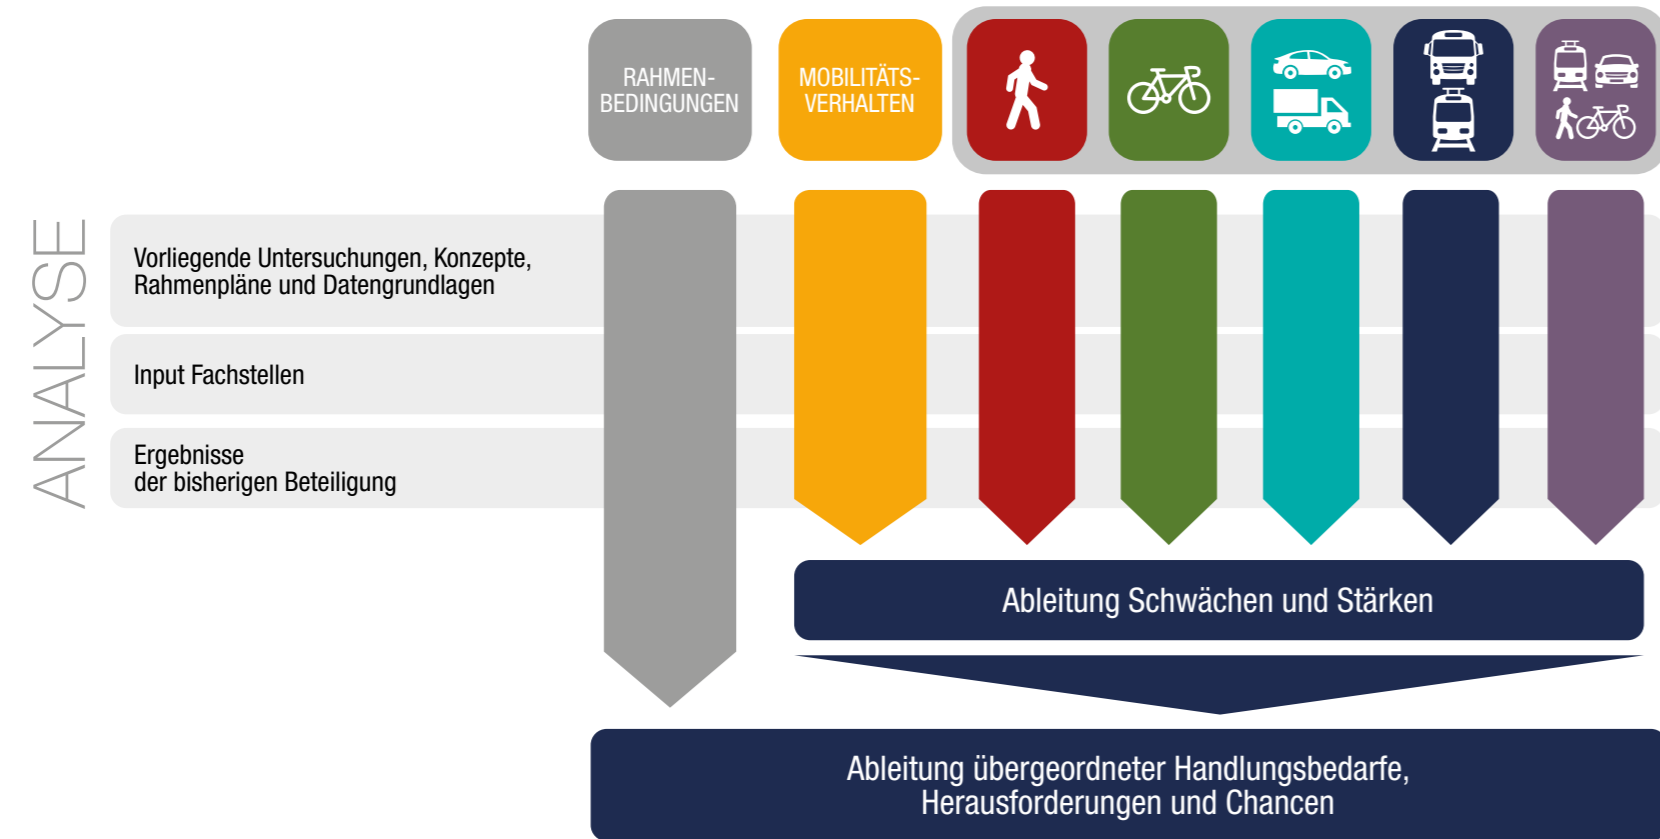 RAHMEN-
BEDINGUNGEN
MOBILITÄTS-
VERHALTEN
ANALYSE
Vorliegende Untersuchungen, Konzepte,
Rahmenpläne und Datengrundlagen
Input Fachstellen
Ergebnisse
der bisherigen Beteiligung
Ableitung Schwächen und Stärken
Ableitung übergeordneter Handlungsbedarfe,
Herausforderungen und Chancen